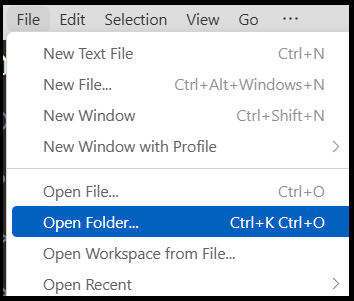 File Edit Selection View Go ...
New Text File Ctrl+N
New File... Ctrl+Alt+Windows+N
New Window Ctrl+Shift+N
New Window with Profile
Open File... Ctrl+O
Open Folder... Ctrl+K Ctrl+O
Open Workspace from File...
Open Recent